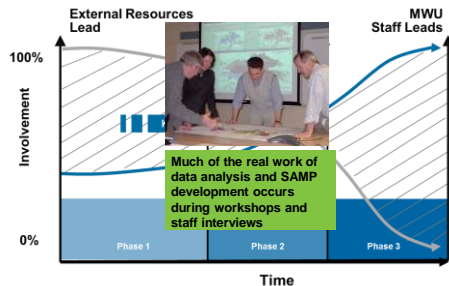 External Resources
Lead
MWU
Staff Leads
100%
Involvement
Much of the real work of
data analysis and SAMP
development occurs
during workshops and
staff interviews
0%
Phase 1
Phase 2
Phase 3
Time